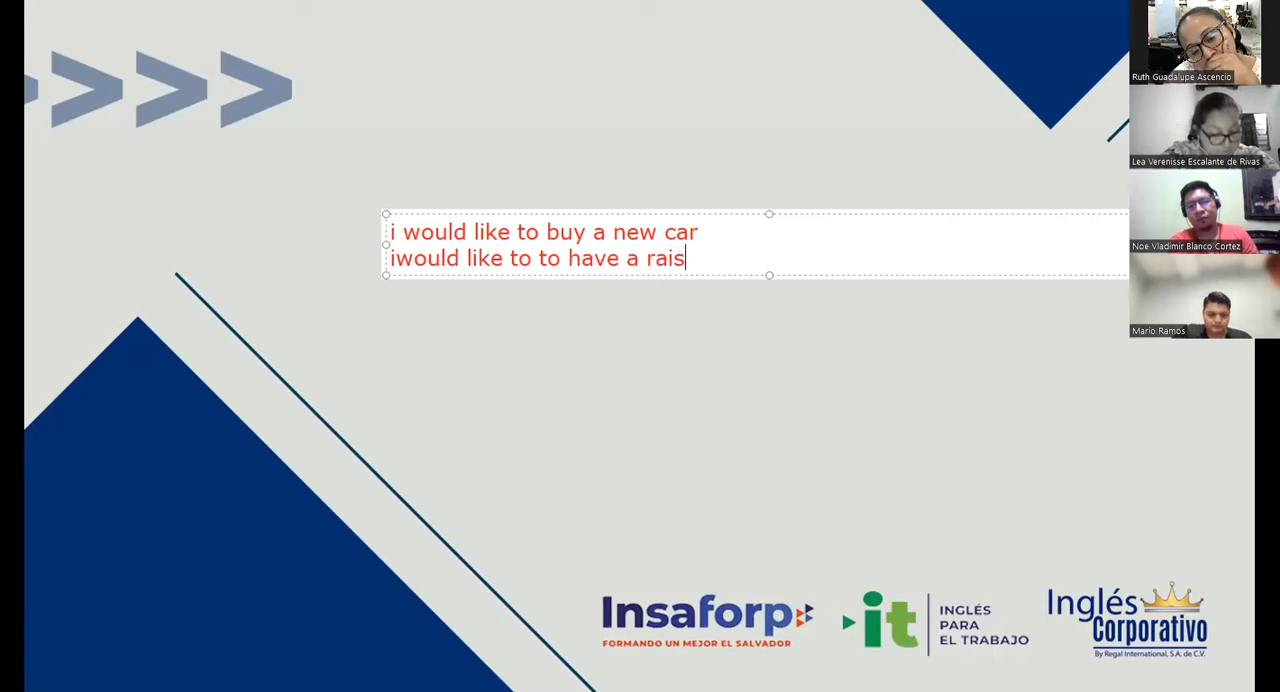 Ruth Guadalupe Ascencio
Lea Verenisse Escalante de Rivas
Noe Vladimir Blanco Cortez
Mario Ramos
i would like to buy a new car
iwould like to to have a rais
Insaforp
FORMANDO UN MEJOR EL SALVADOR
it
INGLÉS
PARA
EL TRABAJO
Inglés
Corporativo
By Regal International, S.A. de C.V.